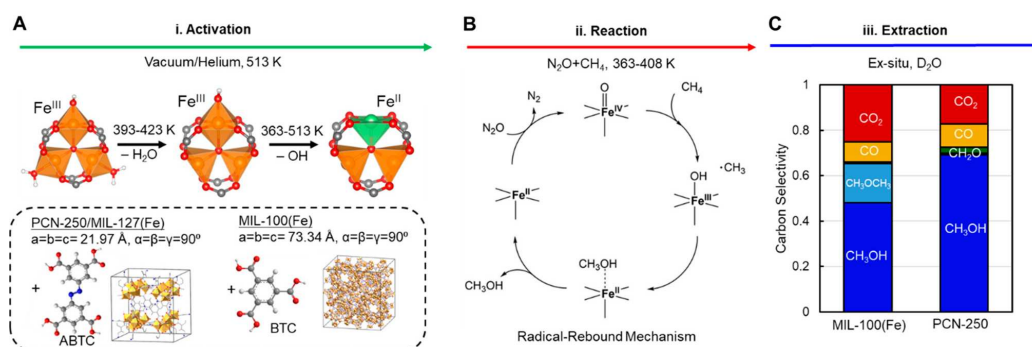 A
i. Activation
Vacuum/Helium, 513 K
Fe^III
393-423 K
– H₂O
Fe^III
363-513 K
– OH
Fe^II
PCN-250/MIL-127(Fe)
a=b=c= 21.97 Å, α=β=γ=90º
+
ABTC
MIL-100(Fe)
a=b=c= 73.34 Å, α=β=γ=90º
+
BTC
B
ii. Reaction
N₂O+CH₄, 363-408 K
N₂
N₂O
O
Fe^IV
CH₄
·CH₃
OH
Fe^III
Fe^II
CH₃OH
CH₃OH
Fe^II
Radical-Rebound Mechanism
C
iii. Extraction
Ex-situ, D₂O
Carbon Selectivity
1
0.8
0.6
0.4
0.2
0
CO₂
CO
CH₃OCH₃
CH₃OH
CO₂
CO
CH₂O
CH₃OH
MIL-100(Fe)
PCN-250